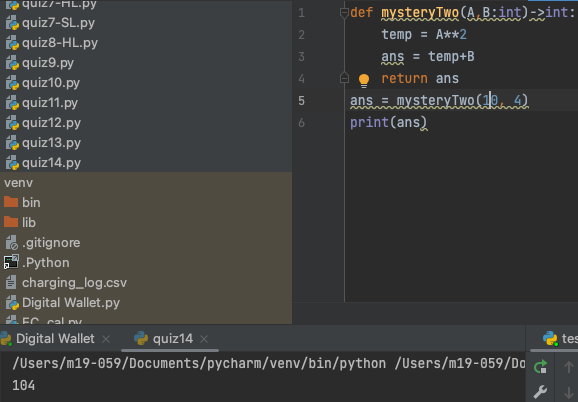 quiz7-HL.py
quiz7-SL.py
quiz8-HL.py
quiz9.py
quiz10.py
quiz11.py
quiz12.py
quiz13.py
quiz14.py
venv
bin
lib
.gitignore
.Python
charging_log.csv
Digital Wallet.py
EC_cal.py
1 def mysteryTwo(A,B:int)->int:
2 temp = A**2
3 ans = temp+B
4 return ans
5 ans = mysteryTwo(10, 4)
6 print(ans)
Digital Wallet × quiz14 × tes
/Users/m19-059/Documents/pycharm/venv/bin/python /Users/m19-059/Do
104